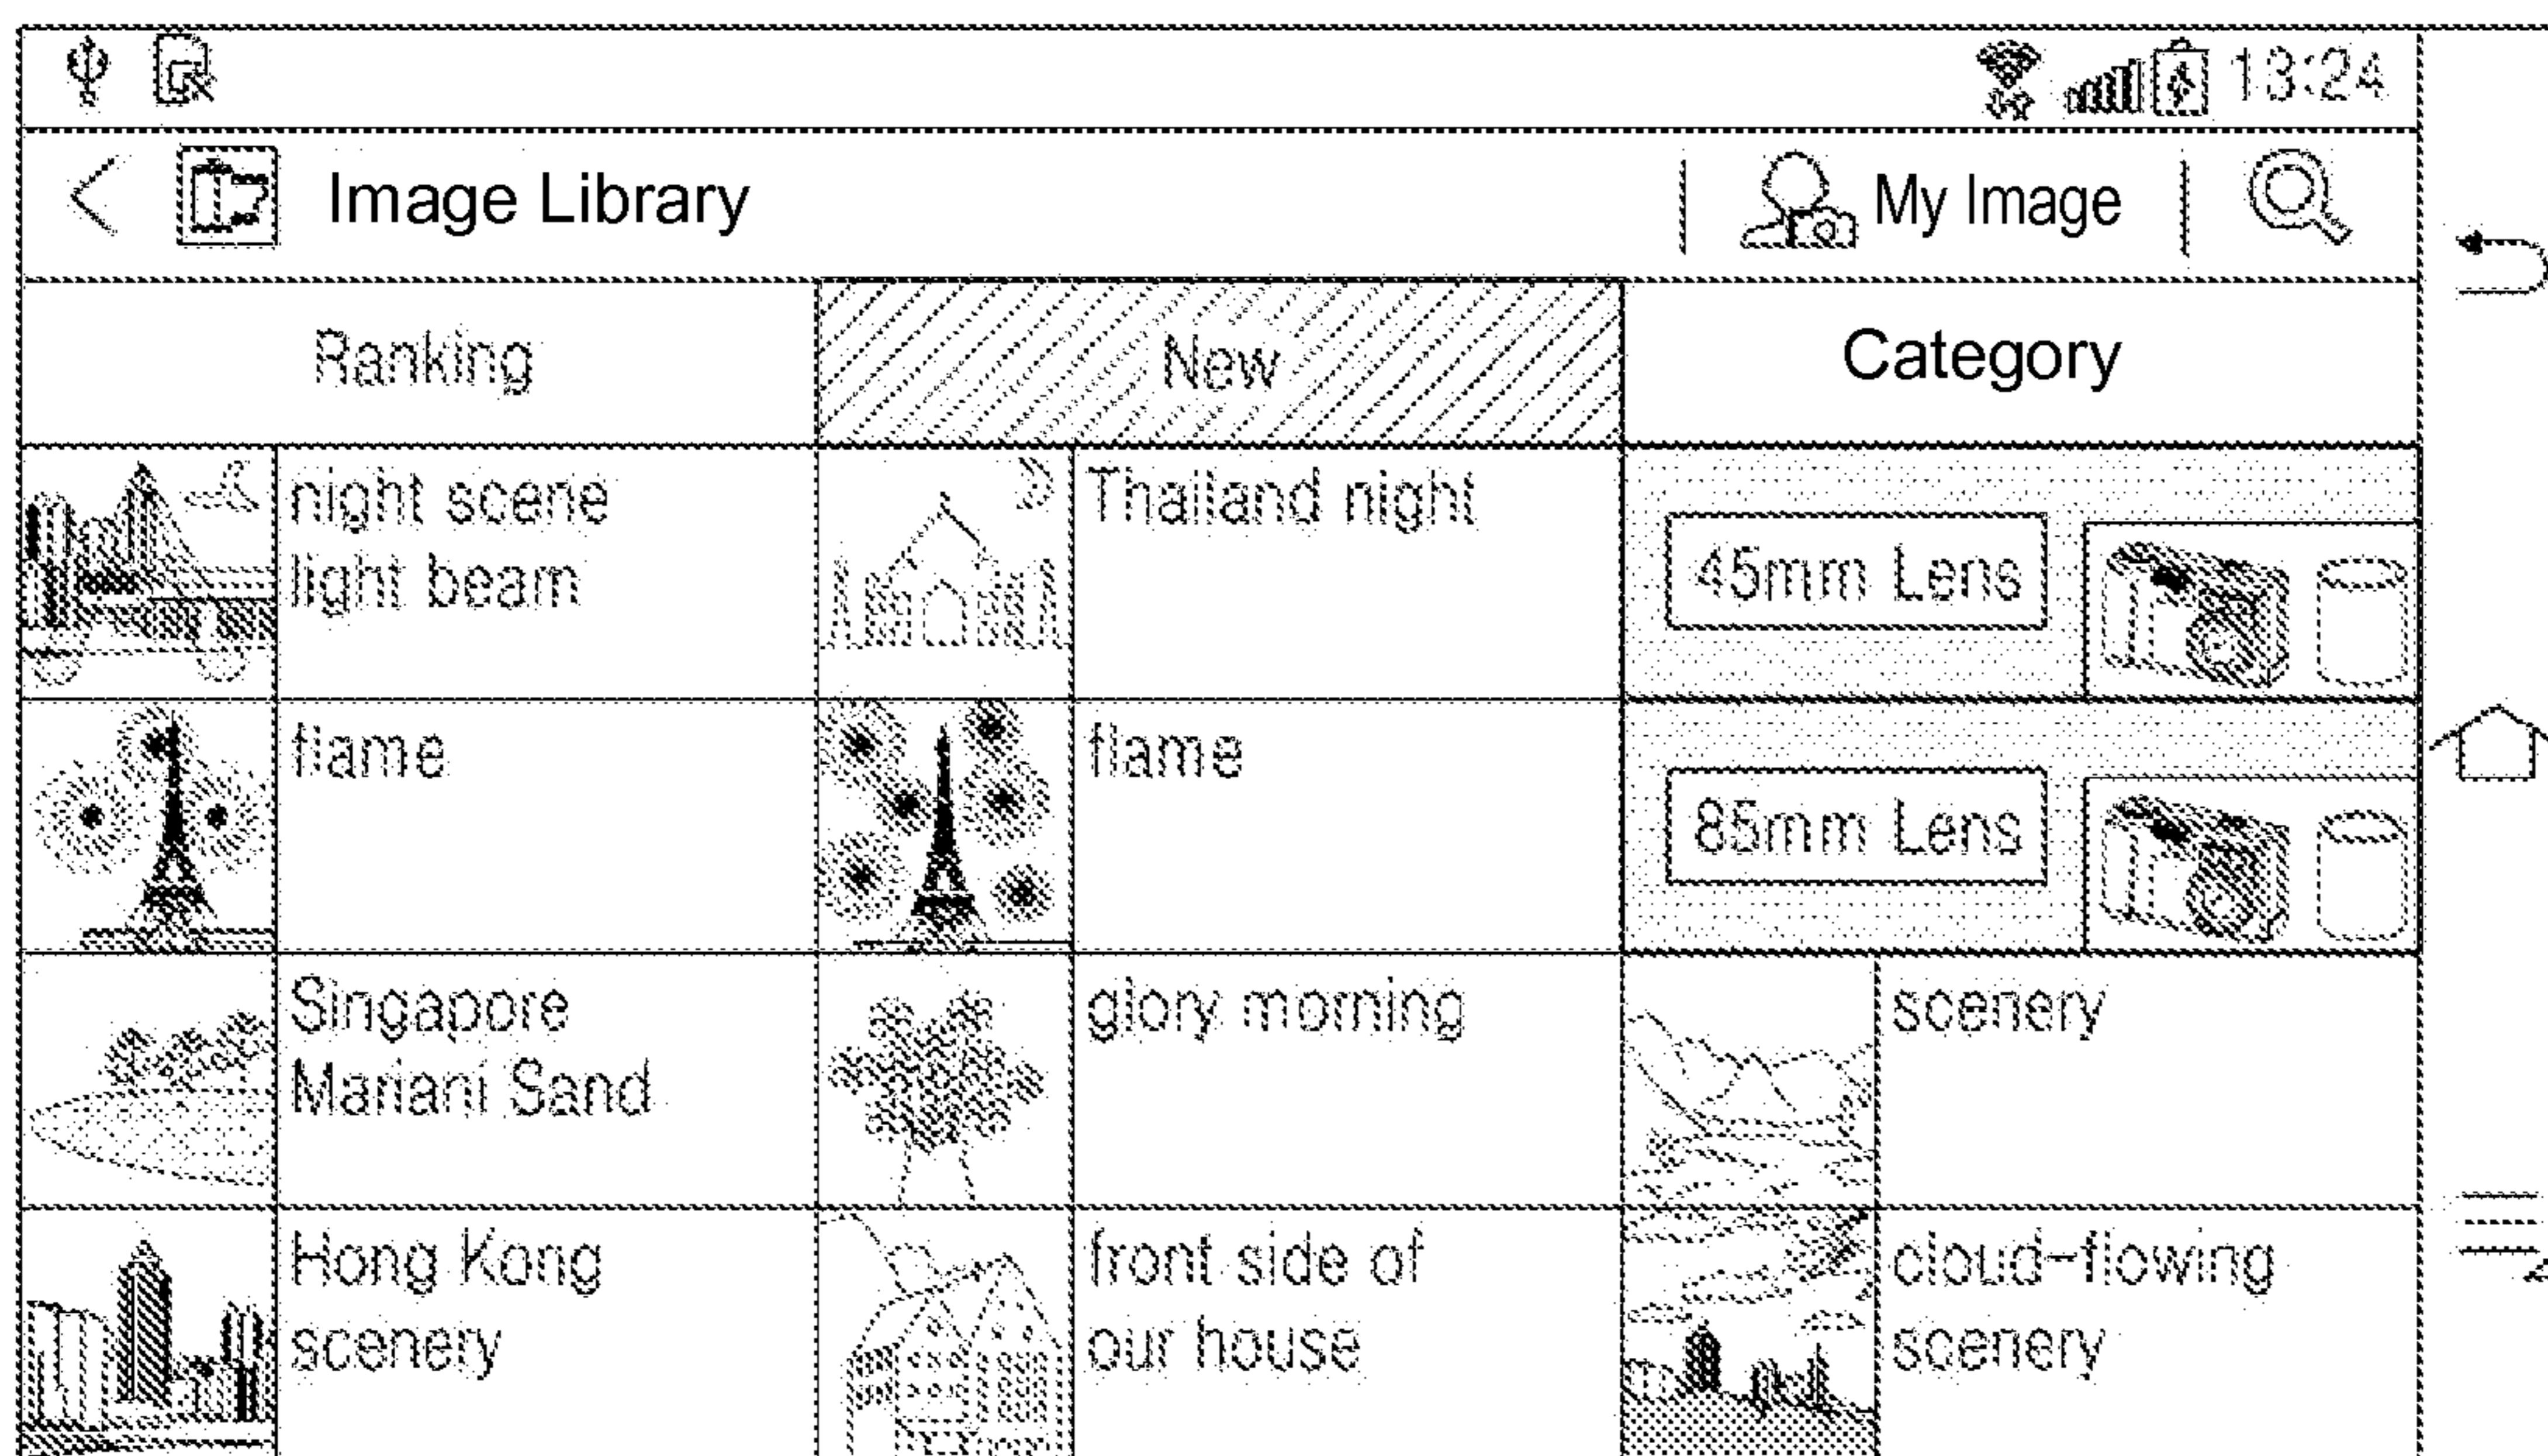 13:24
Image Library
My Image
Ranking
New
Category
night scene
light beam
Thailand night
45mm Lens
flame
flame
85mm Lens
Singapore
Mariani Sand
glory morning
scenery
Hong Kong
scenery
front side of
our house
cloud-flowing
scenery